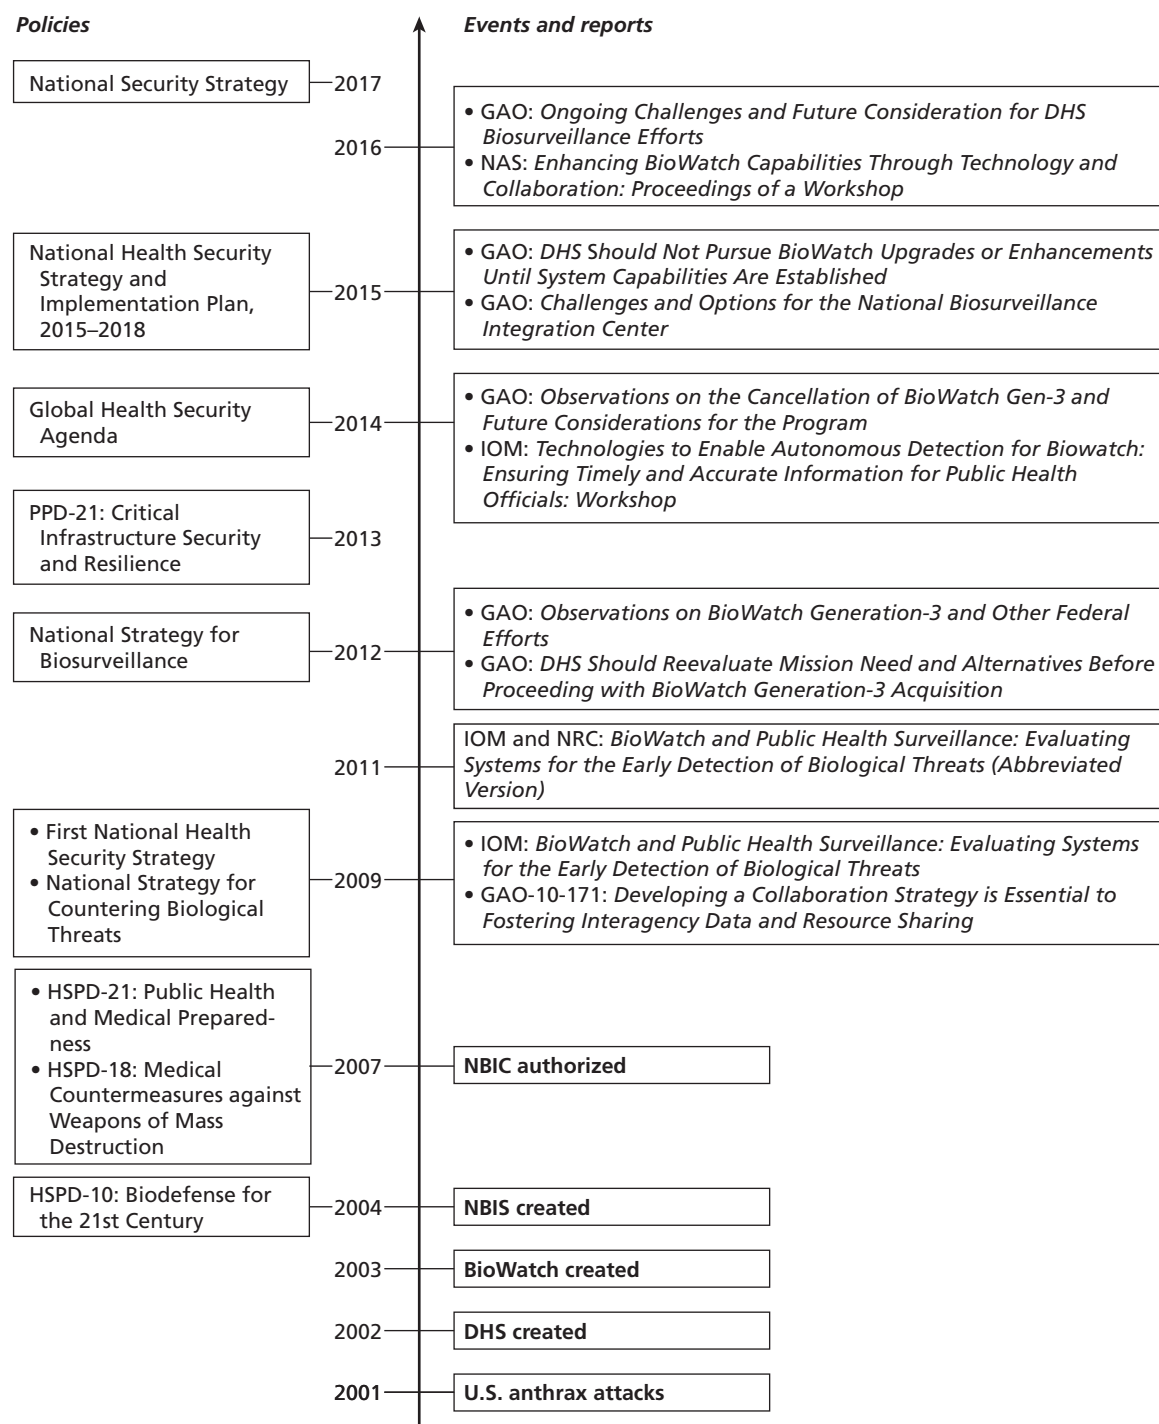 Policies
Events and reports
National Security Strategy
2017
• GAO: Ongoing Challenges and Future Consideration for DHS
Biosurveillance Efforts
• NAS: Enhancing BioWatch Capabilities Through Technology and
Collaboration: Proceedings of a Workshop
2016
National Health Security
Strategy and
Implementation Plan,
2015–2018
2015
• GAO: DHS Should Not Pursue BioWatch Upgrades or Enhancements
Until System Capabilities Are Established
• GAO: Challenges and Options for the National Biosurveillance
Integration Center
Global Health Security
Agenda
2014
• GAO: Observations on the Cancellation of BioWatch Gen-3 and
Future Considerations for the Program
• IOM: Technologies to Enable Autonomous Detection for Biowatch:
Ensuring Timely and Accurate Information for Public Health
Officials: Workshop
PPD-21: Critical
Infrastructure Security
and Resilience
2013
National Strategy for
Biosurveillance
2012
• GAO: Observations on BioWatch Generation-3 and Other Federal
Efforts
• GAO: DHS Should Reevaluate Mission Need and Alternatives Before
Proceeding with BioWatch Generation-3 Acquisition
2011
IOM and NRC: BioWatch and Public Health Surveillance: Evaluating
Systems for the Early Detection of Biological Threats (Abbreviated
Version)
• First National Health
Security Strategy
• National Strategy for
Countering Biological
Threats
2009
• IOM: BioWatch and Public Health Surveillance: Evaluating Systems
for the Early Detection of Biological Threats
• GAO-10-171: Developing a Collaboration Strategy is Essential to
Fostering Interagency Data and Resource Sharing
• HSPD-21: Public Health
and Medical Prepared-
ness
• HSPD-18: Medical
Countermeasures against
Weapons of Mass
Destruction
2007
NBIC authorized
HSPD-10: Biodefense for
the 21st Century
2004
NBIS created
2003
BioWatch created
2002
DHS created
2001
U.S. anthrax attacks